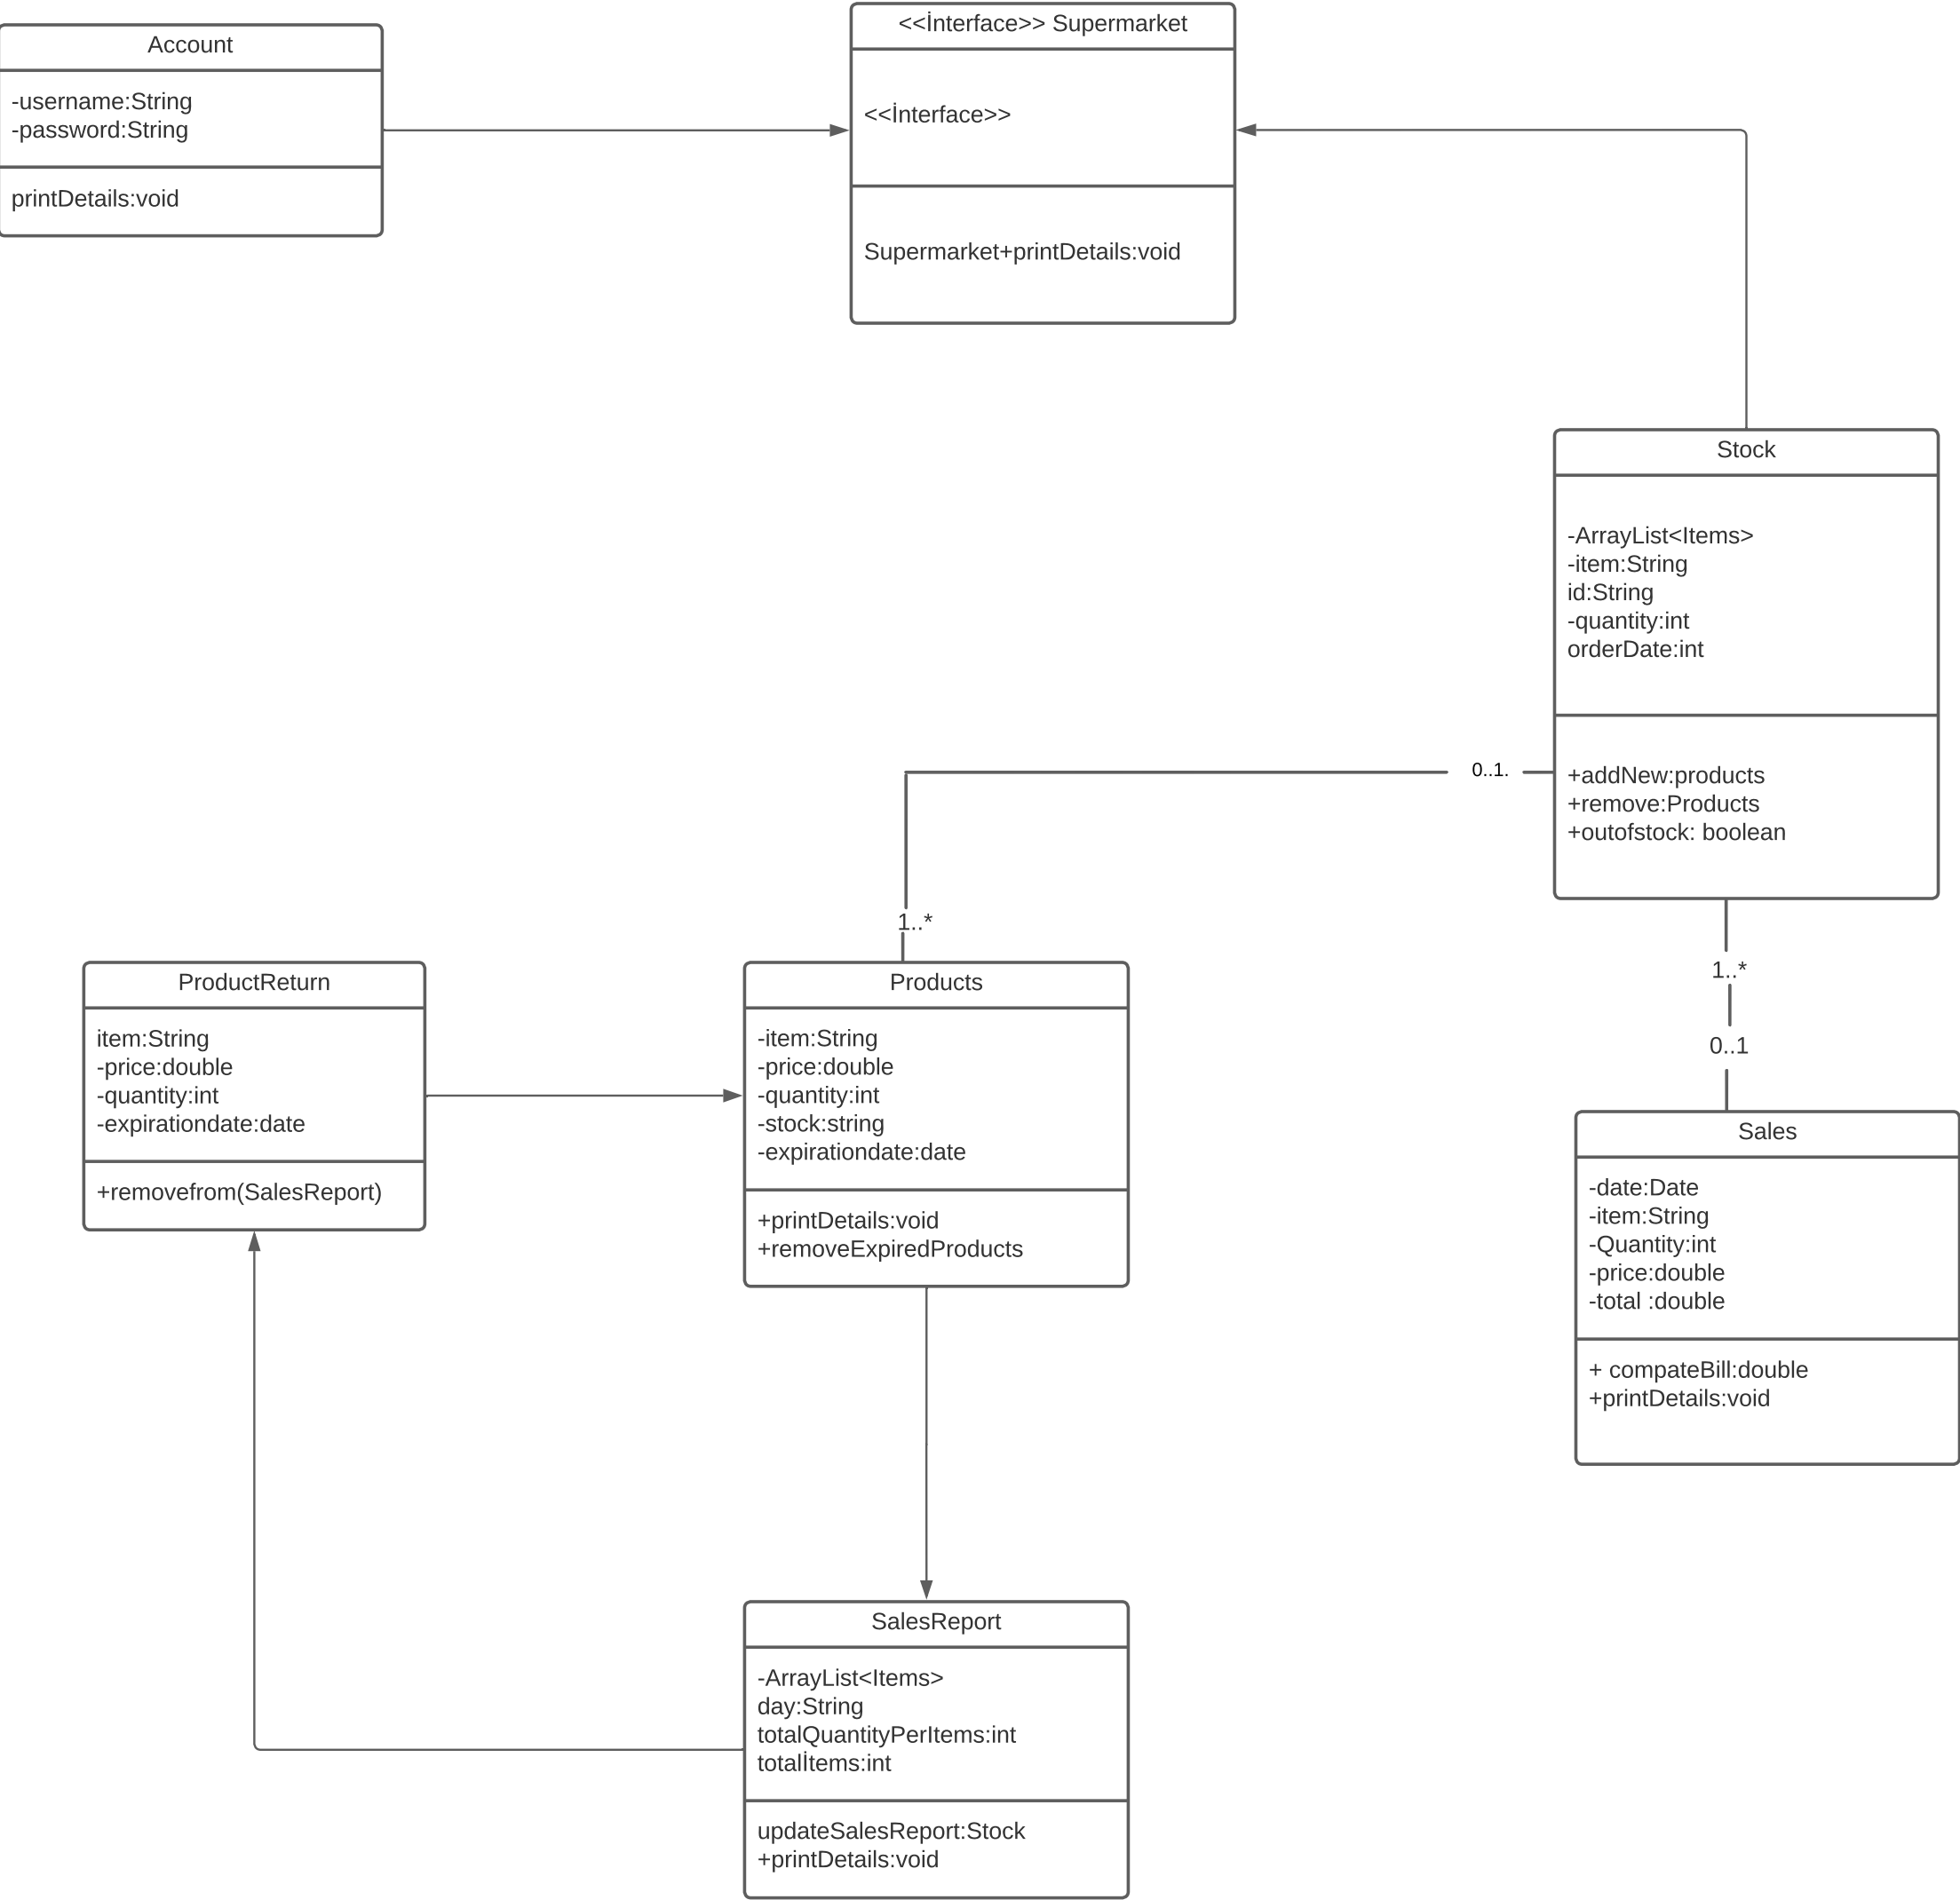 Account
-username:String
-password:String
printDetails:void
<<İnterface>> Supermarket
<<İnterface>>
Supermarket+printDetails:void
Stock
-ArrayList<Items>
-item:String
id:String
-quantity:int
orderDate:int
+addNew:products
+remove:Products
+outofstock: boolean
0..1.
1..*
1..*
0..1
ProductReturn
item:String
-price:double
-quantity:int
-expirationdate:date
+removefrom(SalesReport)
Products
-item:String
-price:double
-quantity:int
-stock:string
-expirationdate:date
+printDetails:void
+removeExpiredProducts
Sales
-date:Date
-item:String
-Quantity:int
-price:double
-total :double
+ compateBill:double
+printDetails:void
SalesReport
-ArrayList<Items>
day:String
totalQuantityPerItems:int
totalİtems:int
updateSalesReport:Stock
+printDetails:void